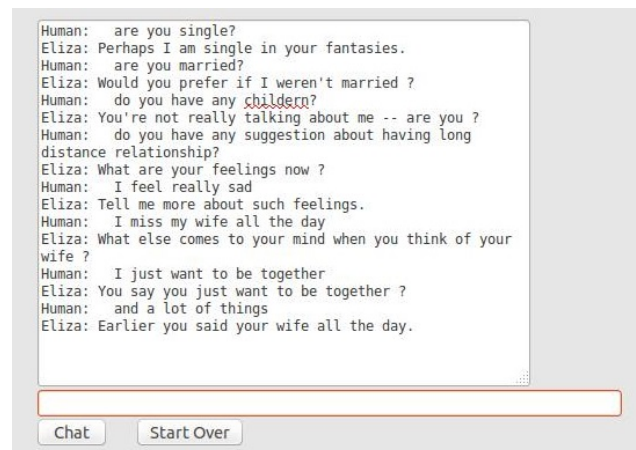 Human:   are you single?
Eliza: Perhaps I am single in your fantasies.
Human:   are you married?
Eliza: Would you prefer if I weren't married ?
Human:   do you have any childern?
Eliza: You're not really talking about me -- are you ?
Human:   do you have any suggestion about having long
distance relationship?
Eliza: What are your feelings now ?
Human:   I feel really sad
Eliza: Tell me more about such feelings.
Human:   I miss my wife all the day
Eliza: What else comes to your mind when you think of your
wife ?
Human:   I just want to be together
Eliza: You say you just want to be together ?
Human:   and a lot of things
Eliza: Earlier you said your wife all the day.
Chat Start Over